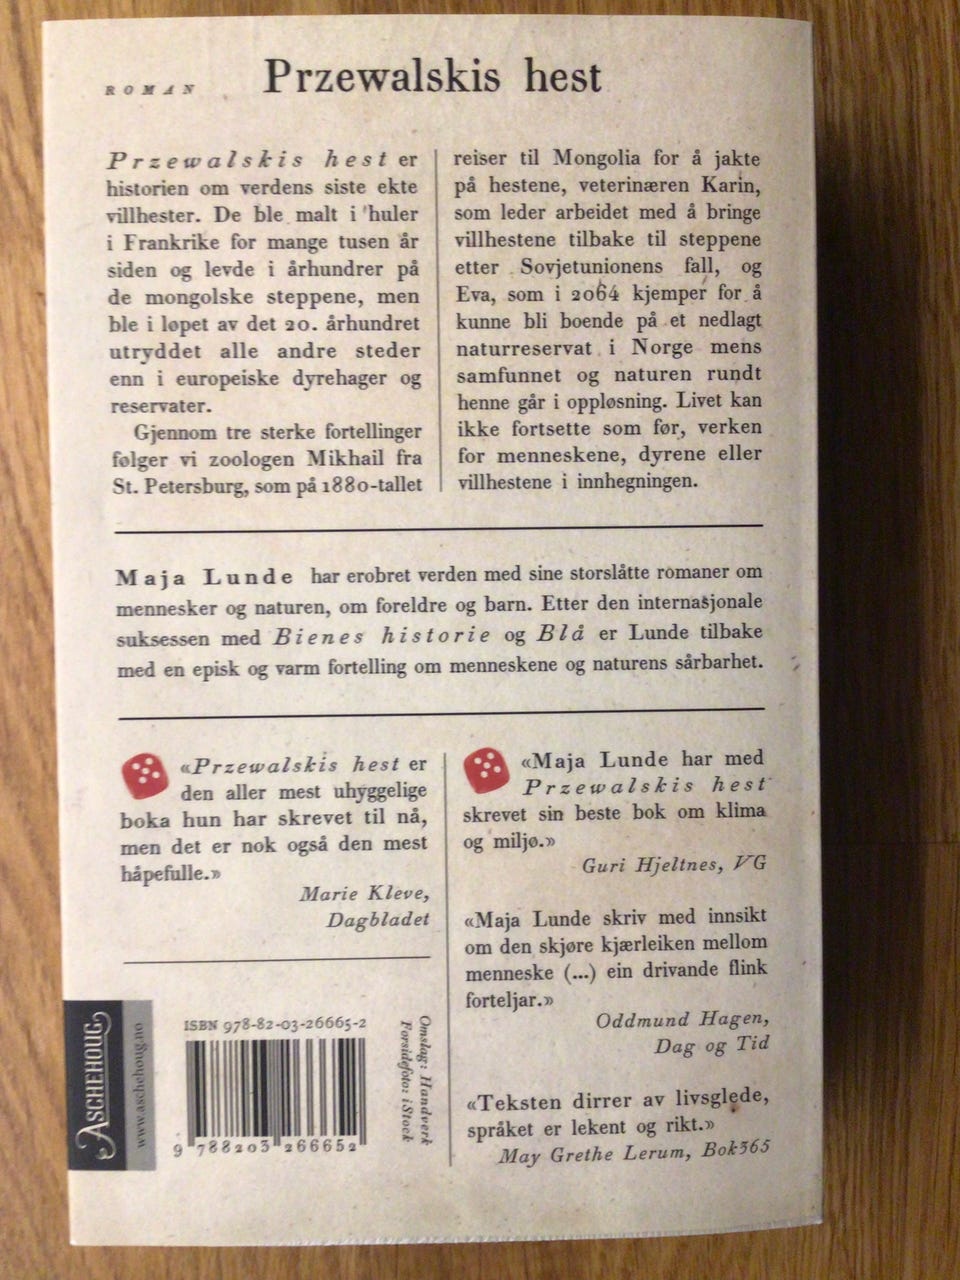 ROMAN
Przewalskis hest
Przewalskis hest er
historien om verdens siste ekte
villhester. De ble malt i huler
i Frankrike for mange tusen år
siden og levde i århundrer på
de mongolske steppene, men
ble i løpet av det 20. århundret
utryddet alle andre steder
enn i europeiske dyrehager og
reservater.
Gjennom tre sterke fortellinger
følger vi zoologen Mikhail fra
St. Petersburg, som på 1880-tallet
reiser til Mongolia for å jakte
på hestene, veterinæren Karin,
som leder arbeidet med å bringe
villhestene tilbake til steppene
etter Sovjetunionens fall, og
Eva, som i 2064 kjemper for å
kunne bli boende på et nedlagt
naturreservat i Norge mens
samfunnet og naturen rundt
henne går i oppløsning. Livet kan
ikke fortsette som før, verken
for menneskene, dyrene eller
villhestene i innhegningen.
Maja Lunde har erobret verden med sine storslåtte romaner om
mennesker og naturen, om foreldre og barn. Etter den internasjonale
suksessen med Bienes historie og Blå er Lunde tilbake
med en episk og varm fortelling om menneskene og naturens sårbarhet.
«Przewalskis hest er
den aller mest uhyggelige
boka hun har skrevet til nå,
men det er nok også den mest
håpefulle.»
Marie Kleve,
Dagbladet
«Maja Lunde har med
Przewalskis hest
skrevet sin beste bok om klima
og miljø.»
Guri Hjeltnes, VG
«Maja Lunde skriv med innsikt
om den skjøre kjærleiken mellom
menneske (...) ein drivande flink
forteljar.»
Oddmund Hagen,
Dag og Tid
«Teksten dirrer av livsglede,
språket er lekent og rikt.»
May Grethe Lerum, Bok365
ASCHEHOUG
www.aschehoug.no
ISBN 978-82-03-26665-2
9 788203 266652
Omslag: Handverk
Forsidefoto: iStock